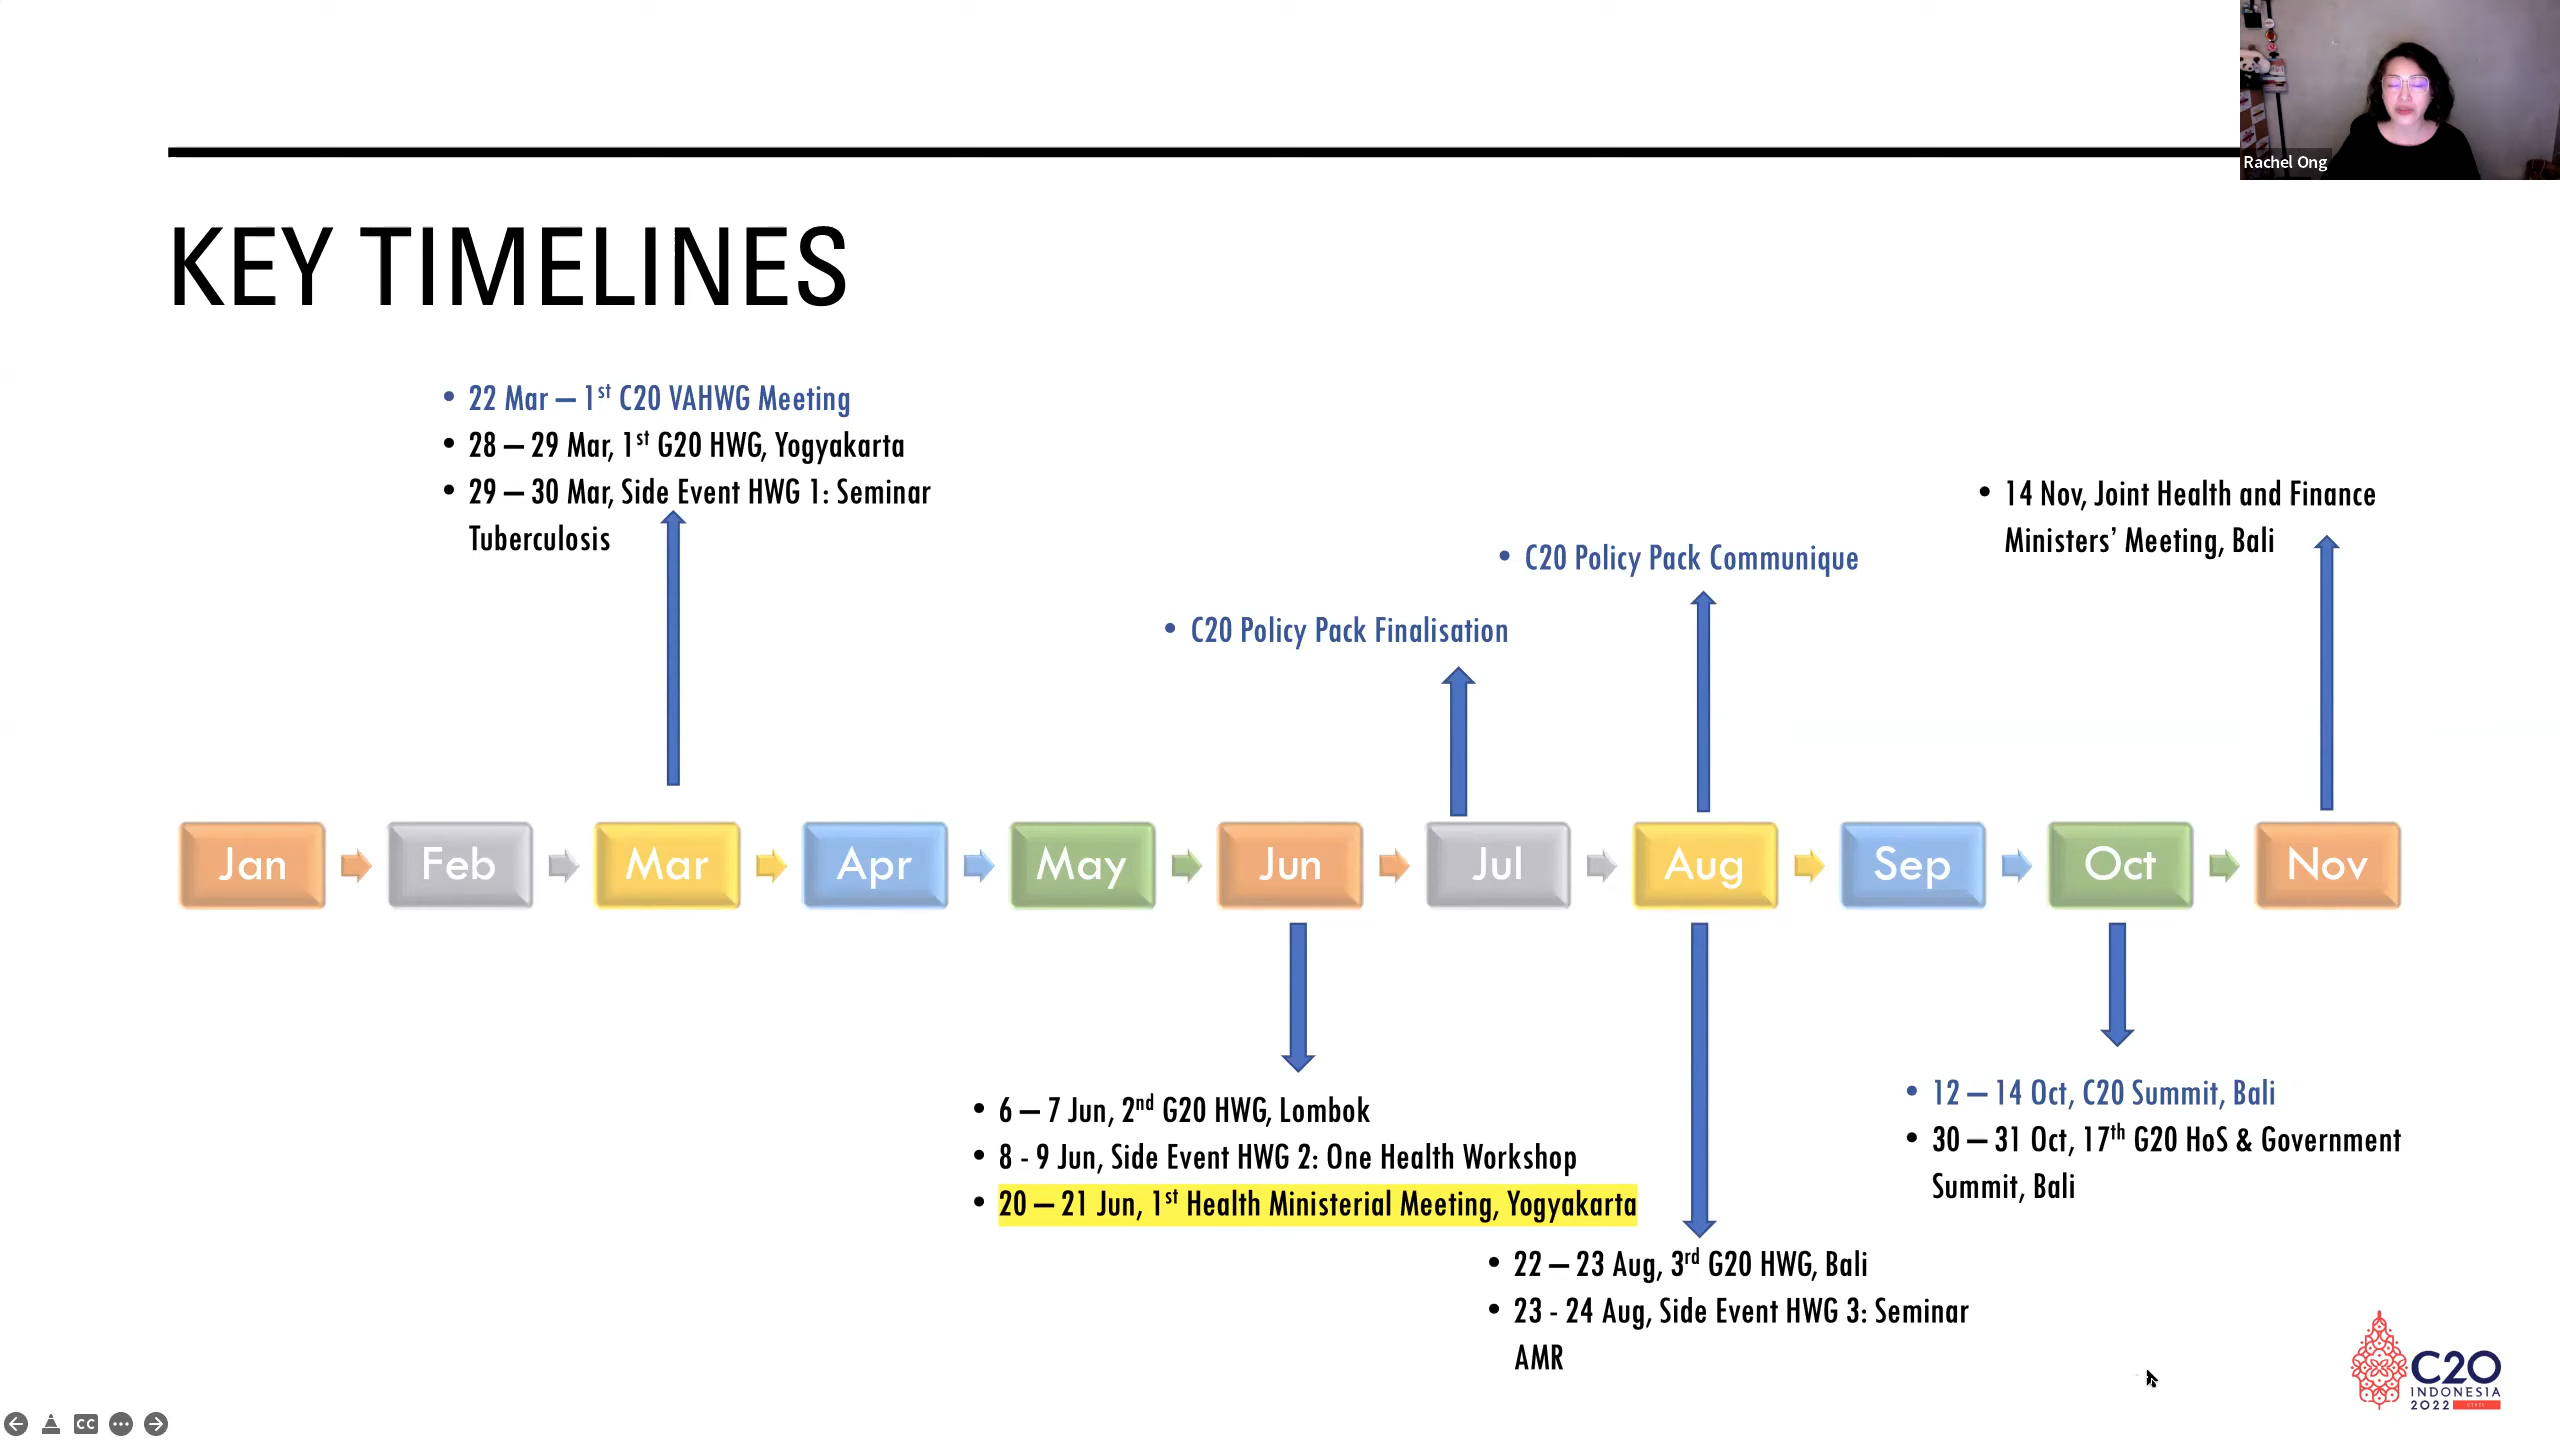 Rachel Ong
KEY TIMELINES
• 22 Mar – 1st C20 VAHWG Meeting
• 28 – 29 Mar, 1st G20 HWG, Yogyakarta
• 29 – 30 Mar, Side Event HWG 1: Seminar
Tuberculosis
• 14 Nov, Joint Health and Finance
Ministers’ Meeting, Bali
• C20 Policy Pack Communique
• C20 Policy Pack Finalisation
Jan
Feb
Mar
Apr
May
Jun
Jul
Aug
Sep
Oct
Nov
• 6 – 7 Jun, 2nd G20 HWG, Lombok
• 8 - 9 Jun, Side Event HWG 2: One Health Workshop
• 20 – 21 Jun, 1st Health Ministerial Meeting, Yogyakarta
• 12 – 14 Oct, C20 Summit, Bali
• 30 – 31 Oct, 17th G20 HoS & Government
Summit, Bali
• 22 – 23 Aug, 3rd G20 HWG, Bali
• 23 - 24 Aug, Side Event HWG 3: Seminar
AMR
C20
INDONESIA
2022
CC